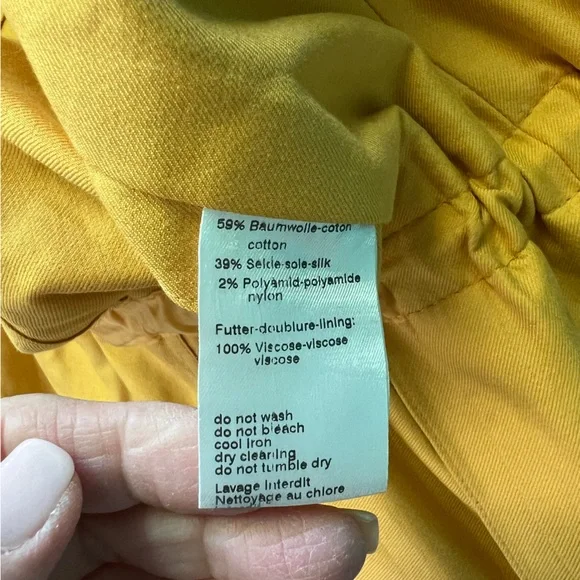 59% Baumwolle-coton
cotton
39% Seide-soie-silk
2% Polyamid-polyamide
nylon
Futter-doublure-lining:
100% Viscose-viscose
viscose
do not wash
do not bleach
cool iron
dry clearing
do not tumble dry
Lavage Interdit
Nettoyage au chlore